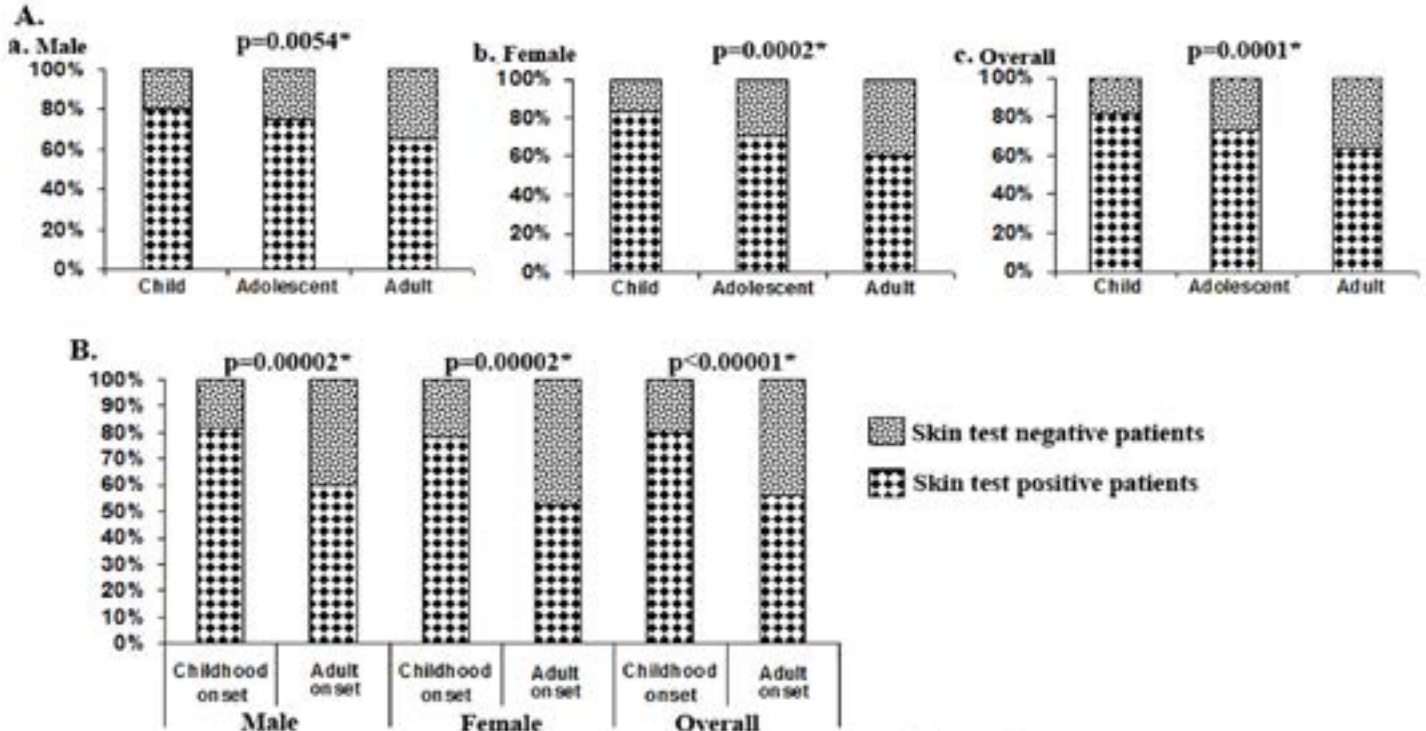 A.
a. Male
p=0.0054*
100%
80%
60%
40%
20%
0%
Child Adolescent Adult
b. Female
p=0.0002*
100%
80%
60%
40%
20%
0%
Child Adolescent Adult
c. Overall
p=0.0001*
100%
80%
60%
40%
20%
0%
Child Adolescent Adult
B.
p=0.00002* p=0.00002* p<0.00001*
100%
90%
80%
70%
60%
50%
40%
30%
20%
10%
0%
Childhood onset Adult onset Childhood onset Adult onset Childhood onset Adult onset
Male Female Overall
Skin test negative patients
Skin test positive patients